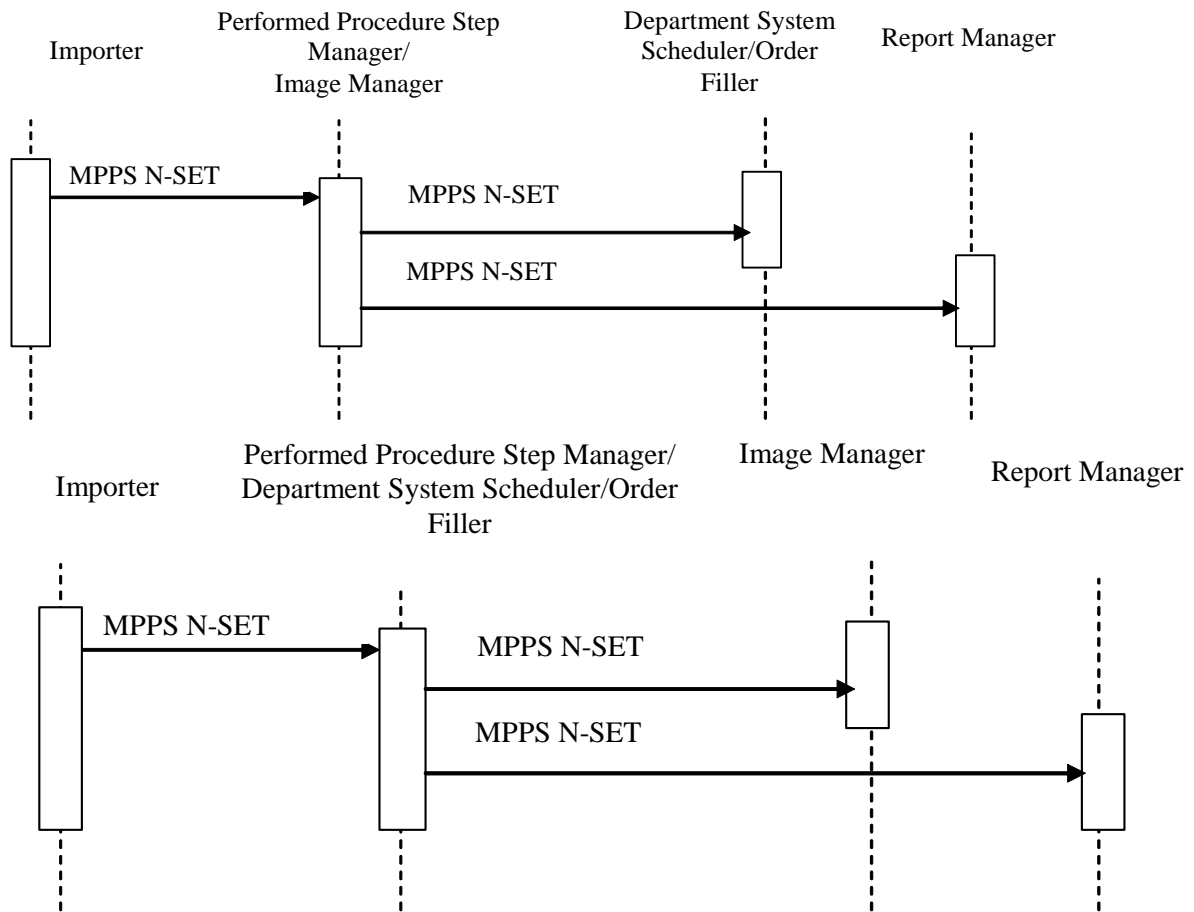 Importer
Performed Procedure Step
Manager/
Image Manager
Department System
Scheduler/Order
Filler
Report Manager
MPPS N-SET
MPPS N-SET
MPPS N-SET
Importer
Performed Procedure Step Manager/
Department System Scheduler/Order
Filler
Image Manager
Report Manager
MPPS N-SET
MPPS N-SET
MPPS N-SET